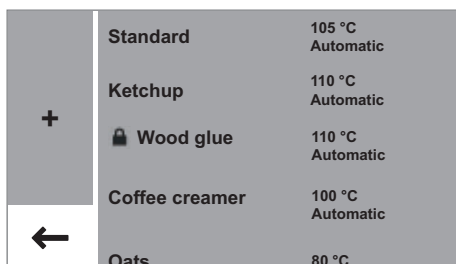 +
Standard
105 °C
Automatic
Ketchup
110 °C
Automatic
Wood glue
110 °C
Automatic
Coffee creamer
100 °C
Automatic
Oats
80 °C